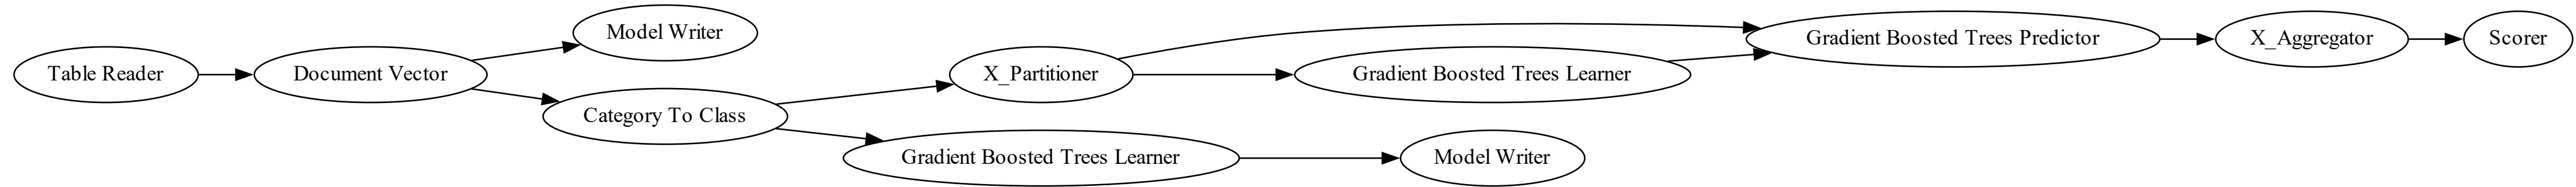 Table Reader
Document Vector
Model Writer
Category To Class
X_Partitioner
Gradient Boosted Trees Learner
Gradient Boosted Trees Learner
Model Writer
Gradient Boosted Trees Predictor
X_Aggregator
Scorer